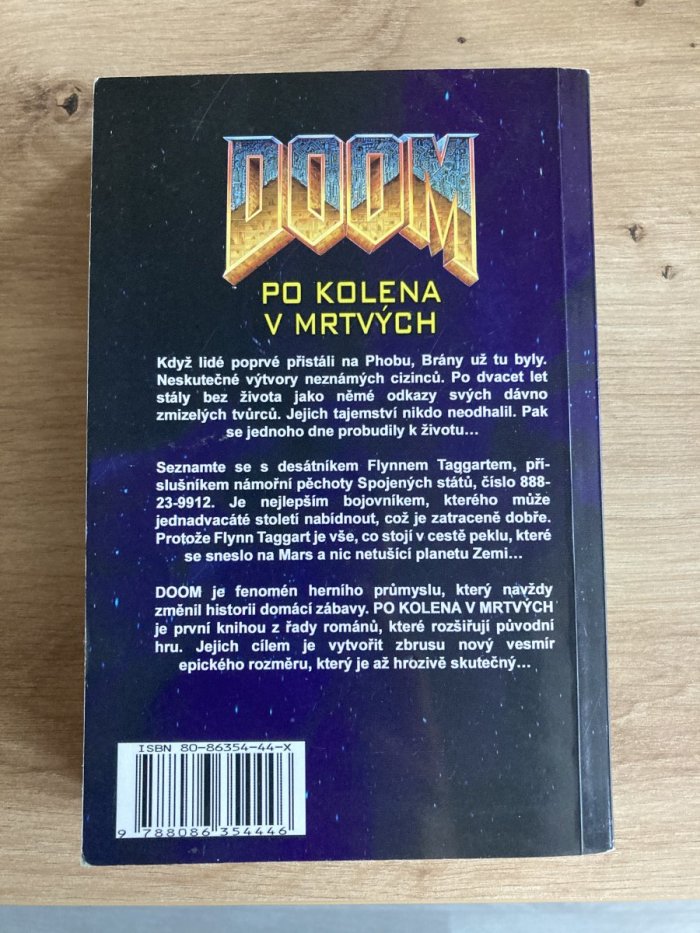 DOOM
PO KOLENA
V MRTVÝCH
Když lidé poprvé přistáli na Phobu, Brány už tu byly.
Neskutečné výtvory neznámých cizinců. Po dvacet let
stály bez života jako němé odkazy svých dávno
zmizelých tvůrců. Jejich tajemství nikdo neodhalil. Pak
se jednoho dne probudily k životu...
Seznamte se s desátníkem Flynnem Taggartem, pří-
slušníkem námořní pěchoty Spojených států, číslo 888-
23-9912. Je nejlepším bojovníkem, kterého může
jednadvacáté století nabídnout, což je zatraceně dobře.
Protože Flynn Taggart je vše, co stojí v cestě peklu, které
se sneslo na Mars a nic netušící planetu Zemi...
DOOM je fenomén herního průmyslu, který navždy
změnil historii domácí zábavy. PO KOLENA V MRTVÝCH
je první knihou z řady románů, které rozšiřují původní
hru. Jejich cílem je vytvořit zbrusu nový vesmír
epického rozměru, který je až hrozivě skutečný...
ISBN 80-86354-44-X
9 788086 354446